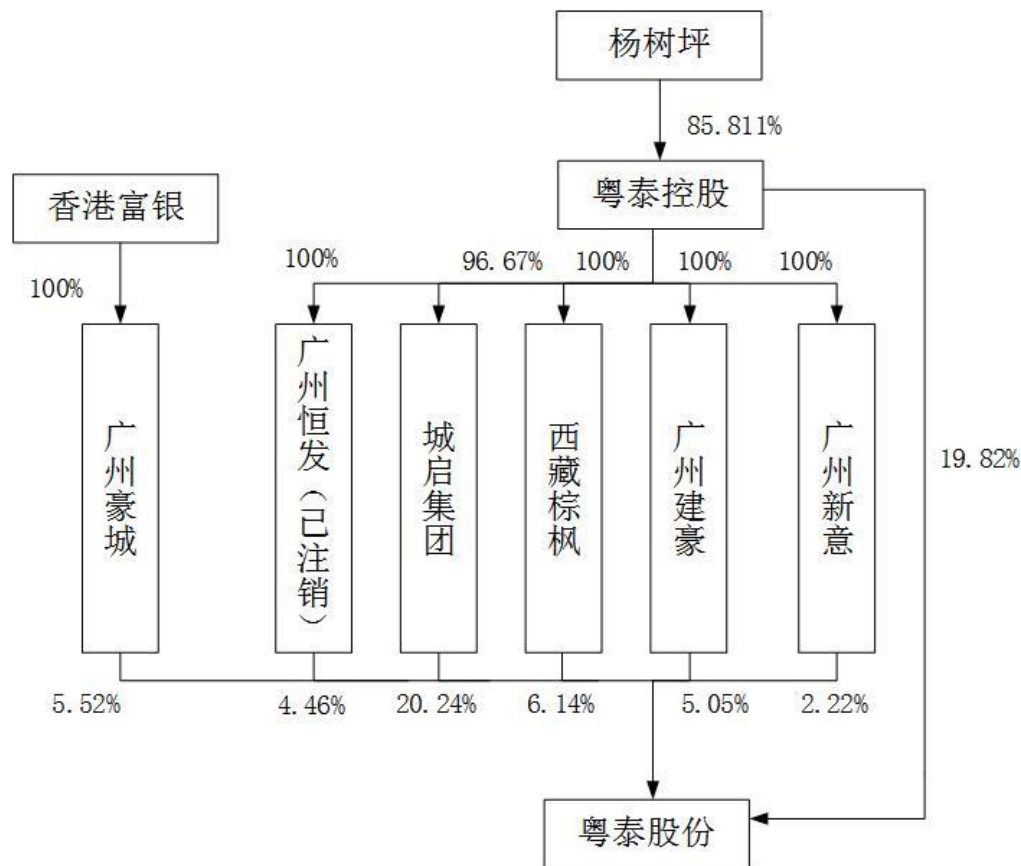 杨树坪
85.811%
香港富银
粤泰控股
100%
96.67%
100%
100%
100%
100%
广州豪城
广州恒发（已注销）
城启集团
西藏棕枫
广州建豪
广州新意
19.82%
5.52%
4.46%
20.24%
6.14%
5.05%
2.22%
粤泰股份